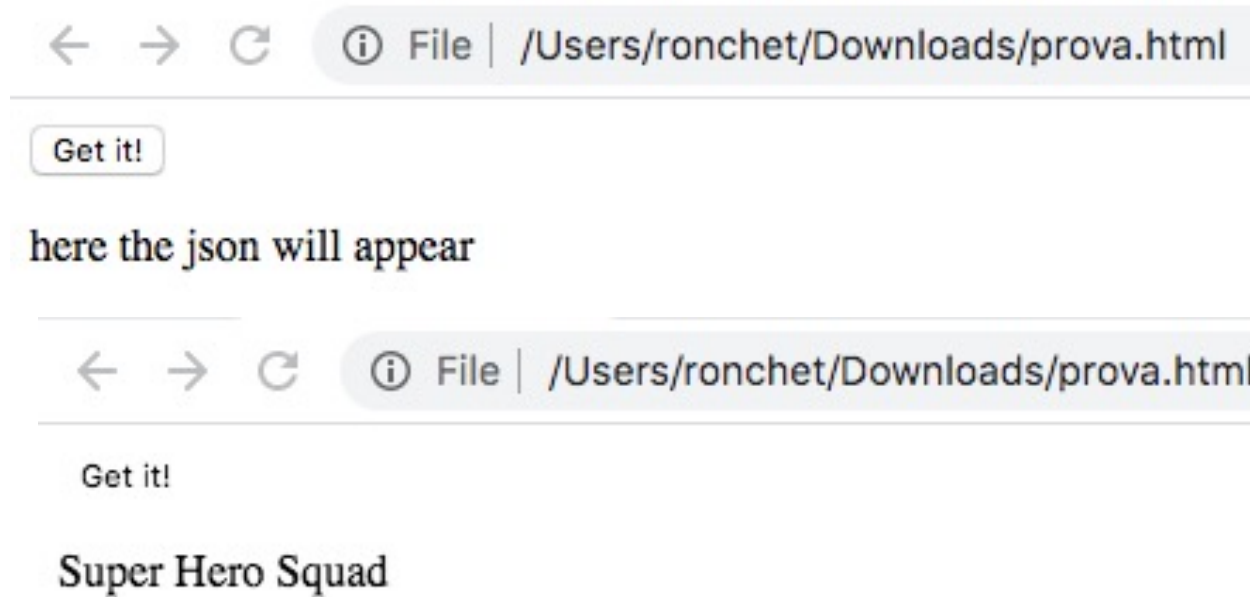 File | /Users/ronchet/Downloads/prova.html
Get it!
here the json will appear
File | /Users/ronchet/Downloads/prova.html
Get it!
Super Hero Squad